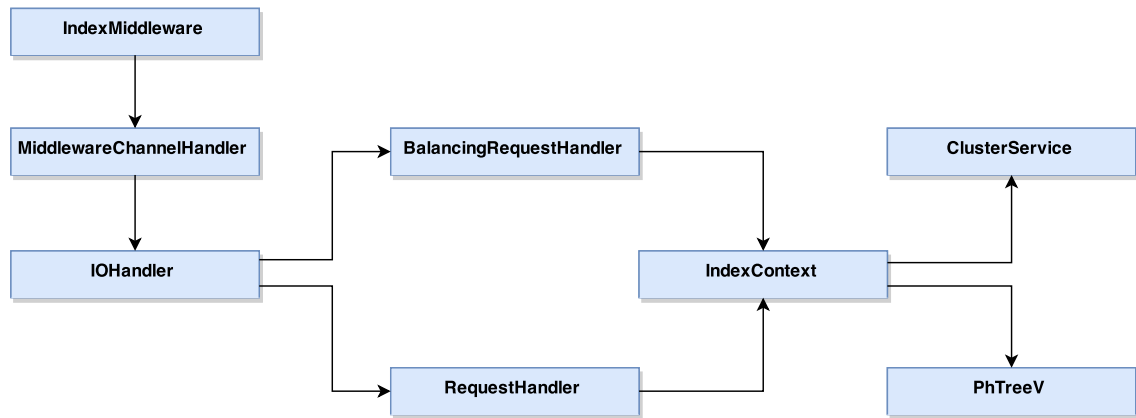 IndexMiddleware
MiddlewareChannelHandler
BalancingRequestHandler
ClusterService
IOHandler
IndexContext
RequestHandler
PhTreeV